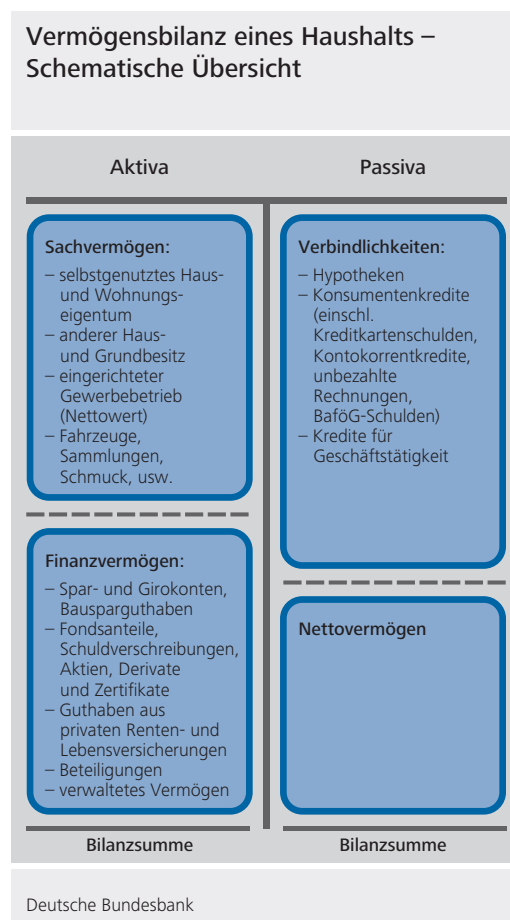 Vermögensbilanz eines Haushalts –
Schematische Übersicht
Aktiva
Sachvermögen:
– selbstgenutztes Haus-
und Wohnungs-
eigentum
– anderer Haus-
und Grundbesitz
– eingerichteter
Gewerbebetrieb
(Nettowert)
– Fahrzeuge,
Sammlungen,
Schmuck, usw.
Finanzvermögen:
– Spar- und Girokonten,
Bausparguthaben
– Fondsanteile,
Schuldverschreibungen,
Aktien, Derivate
und Zertifikate
– Guthaben aus
privaten Renten- und
Lebensversicherungen
– Beteiligungen
– verwaltetes Vermögen
Bilanzsumme
Passiva
Verbindlichkeiten:
– Hypotheken
– Konsumentenkredite
(einschl.
Kreditkartenschulden,
Kontokorrentkredite,
unbezahlte
Rechnungen,
BaföG-Schulden)
– Kredite für
Geschäftstätigkeit
Nettovermögen
Bilanzsumme
Deutsche Bundesbank